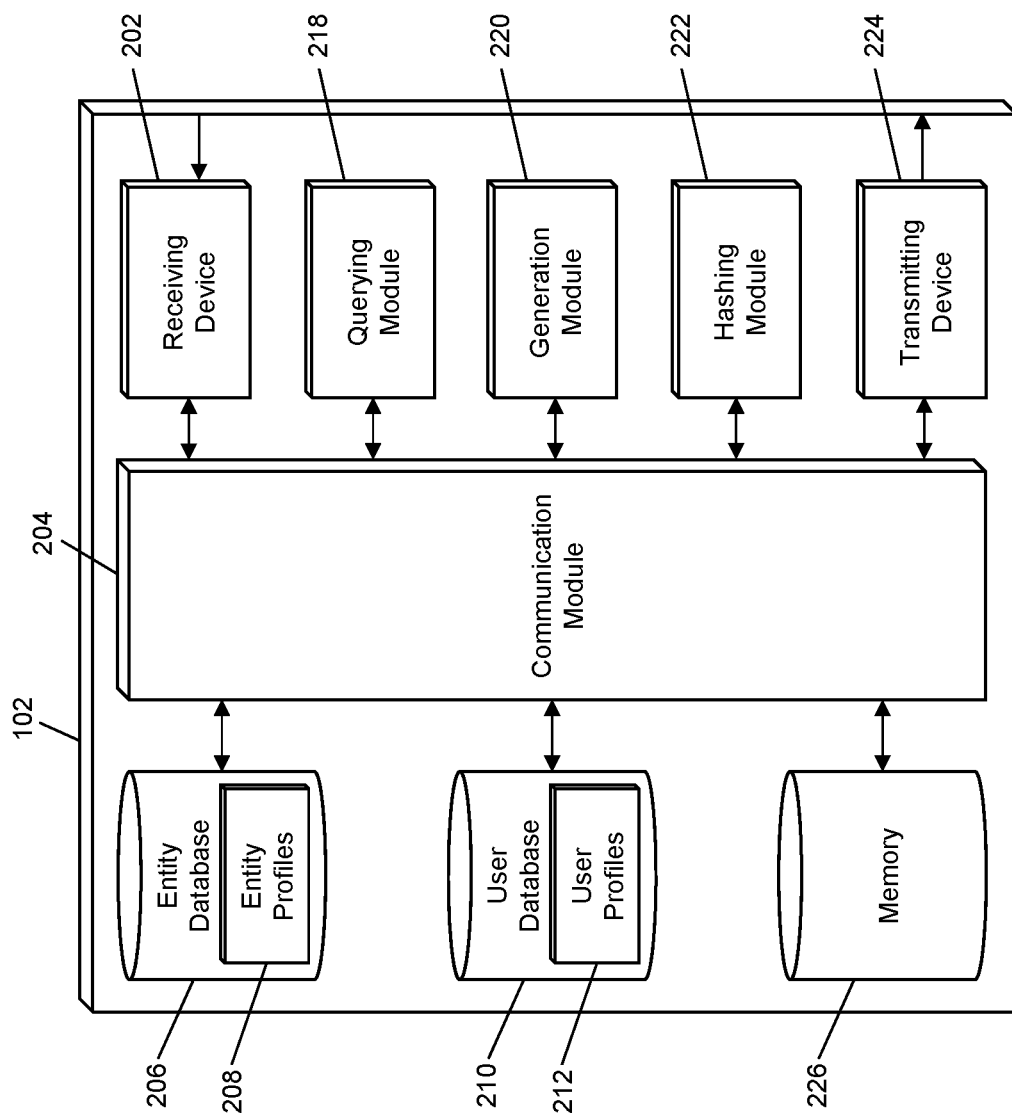 102
204
206
Entity
Database
208
Entity
Profiles
210
User
Database
212
User
Profiles
226
Memory
Communication
Module
202
Receiving
Device
218
Querying
Module
220
Generation
Module
222
Hashing
Module
224
Transmitting
Device